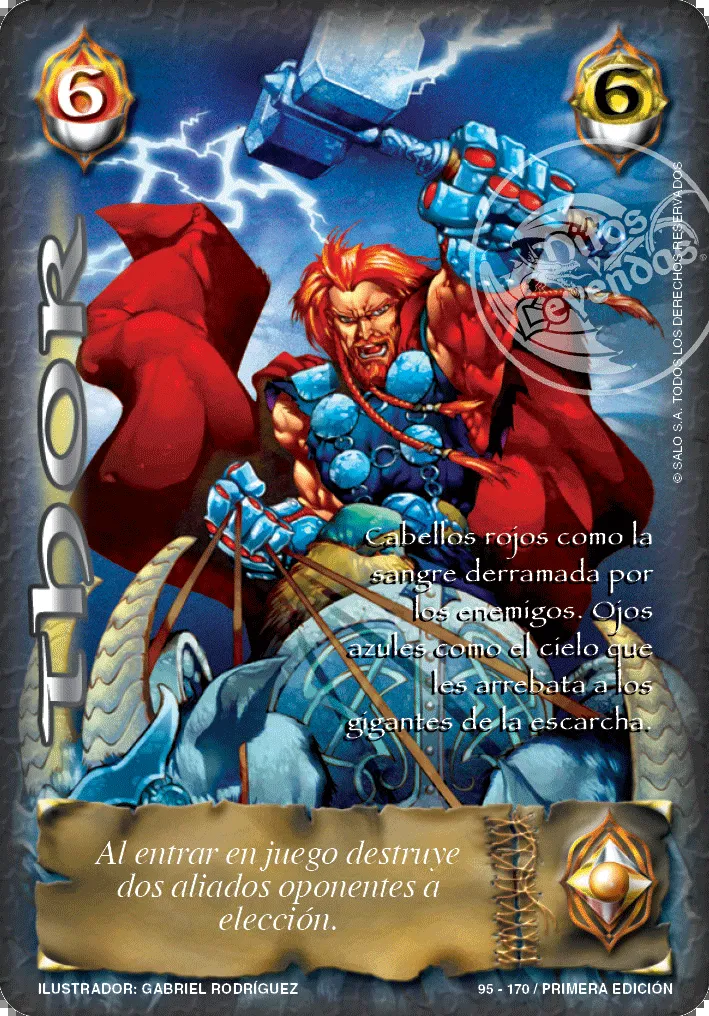 6
6
Mitos
y
Leyendas
© SALO S.A. TODOS LOS DERECHOS RESERVADOS
THOR
Cabellos rojos como la
sangre derramada por
los enemigos. Ojos
azules como el cielo que
les arrebata a los
gigantes de la escarcha.
Al entrar en juego destruye
dos aliados oponentes a
elección.
ILUSTRADOR: GABRIEL RODRÍGUEZ
95 - 170 / PRIMERA EDICIÓN